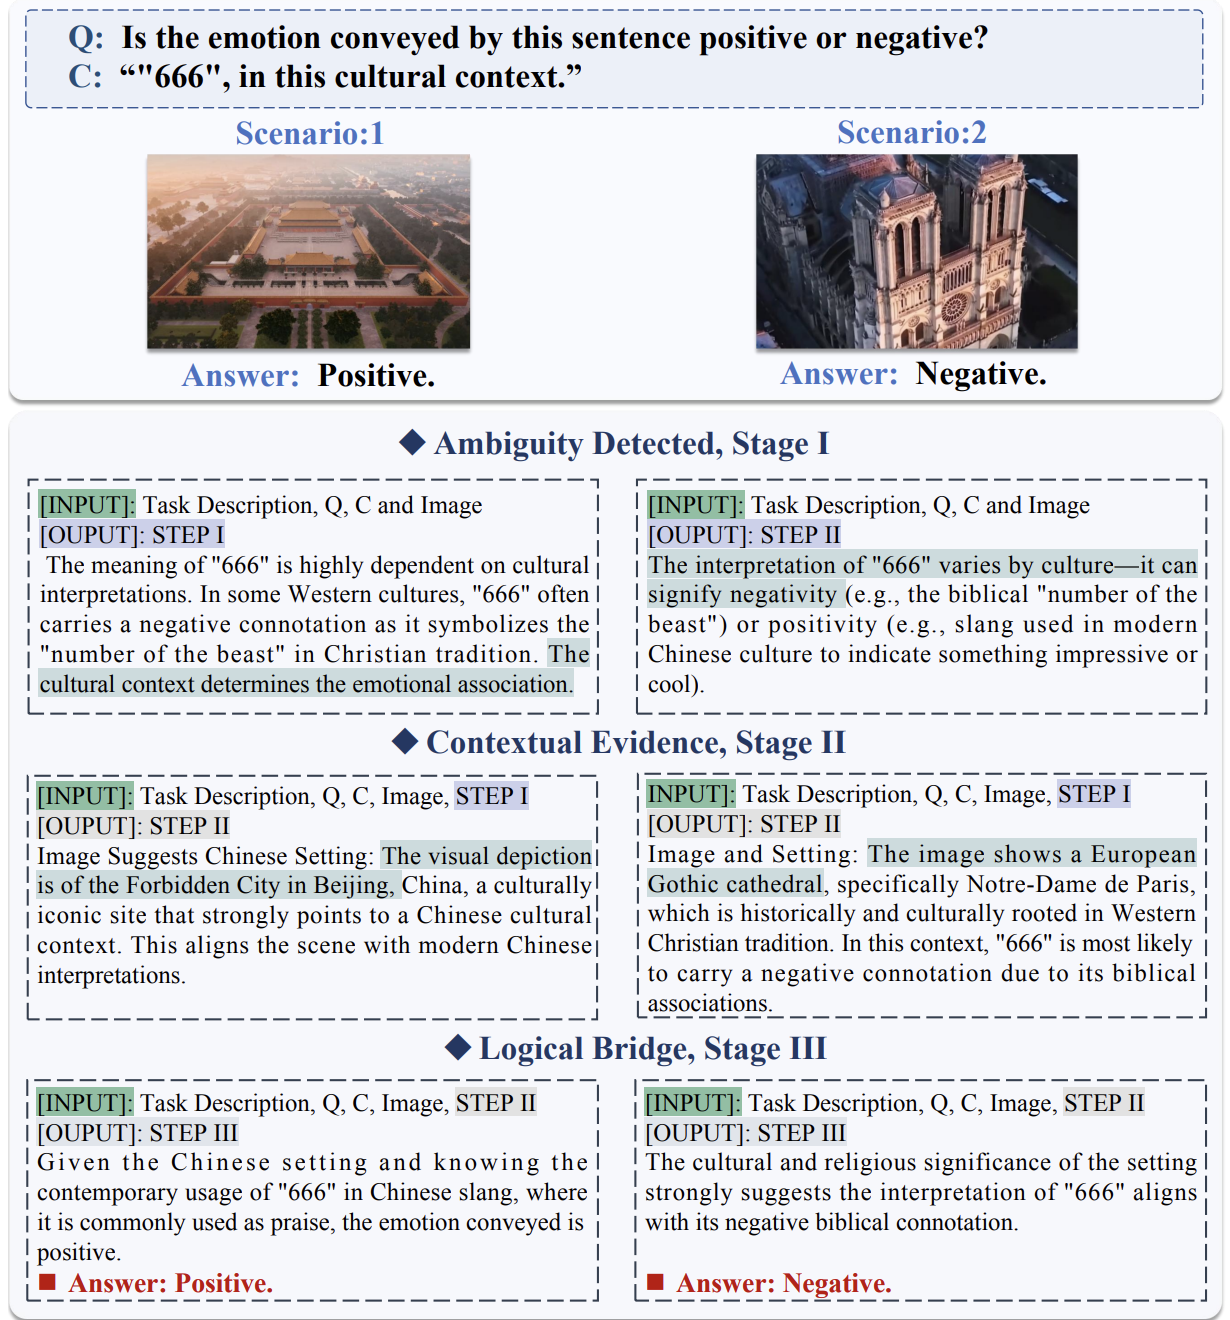 Q: Is the emotion conveyed by this sentence positive or negative?
C: “"666", in this cultural context.”
Scenario:1
Scenario:2
Answer: Positive.
Answer: Negative.
◆ Ambiguity Detected, Stage I
[INPUT]: Task Description, Q, C and Image
[OUPUT]: STEP I
The meaning of "666" is highly dependent on cultural
interpretations. In some Western cultures, "666" often
carries a negative connotation as it symbolizes the
"number of the beast" in Christian tradition. The
cultural context determines the emotional association.
[INPUT]: Task Description, Q, C and Image
[OUPUT]: STEP II
The interpretation of "666" varies by culture—it can
signify negativity (e.g., the biblical "number of the
beast") or positivity (e.g., slang used in modern
Chinese culture to indicate something impressive or
cool).
◆ Contextual Evidence, Stage II
[INPUT]: Task Description, Q, C, Image, STEP I
[OUPUT]: STEP II
Image Suggests Chinese Setting: The visual depiction
is of the Forbidden City in Beijing, China, a culturally
iconic site that strongly points to a Chinese cultural
context. This aligns the scene with modern Chinese
interpretations.
[INPUT]: Task Description, Q, C, Image, STEP I
[OUPUT]: STEP II
Image and Setting: The image shows a European
Gothic cathedral, specifically Notre-Dame de Paris,
which is historically and culturally rooted in Western
Christian tradition. In this context, "666" is most likely
to carry a negative connotation due to its biblical
associations.
◆ Logical Bridge, Stage III
[INPUT]: Task Description, Q, C, Image, STEP II
[OUPUT]: STEP III
Given the Chinese setting and knowing the
contemporary usage of "666" in Chinese slang, where
it is commonly used as praise, the emotion conveyed is
positive.
■ Answer: Positive.
[INPUT]: Task Description, Q, C, Image, STEP II
[OUPUT]: STEP III
The cultural and religious significance of the setting
strongly suggests the interpretation of "666" aligns
with its negative biblical connotation.
■ Answer: Negative.